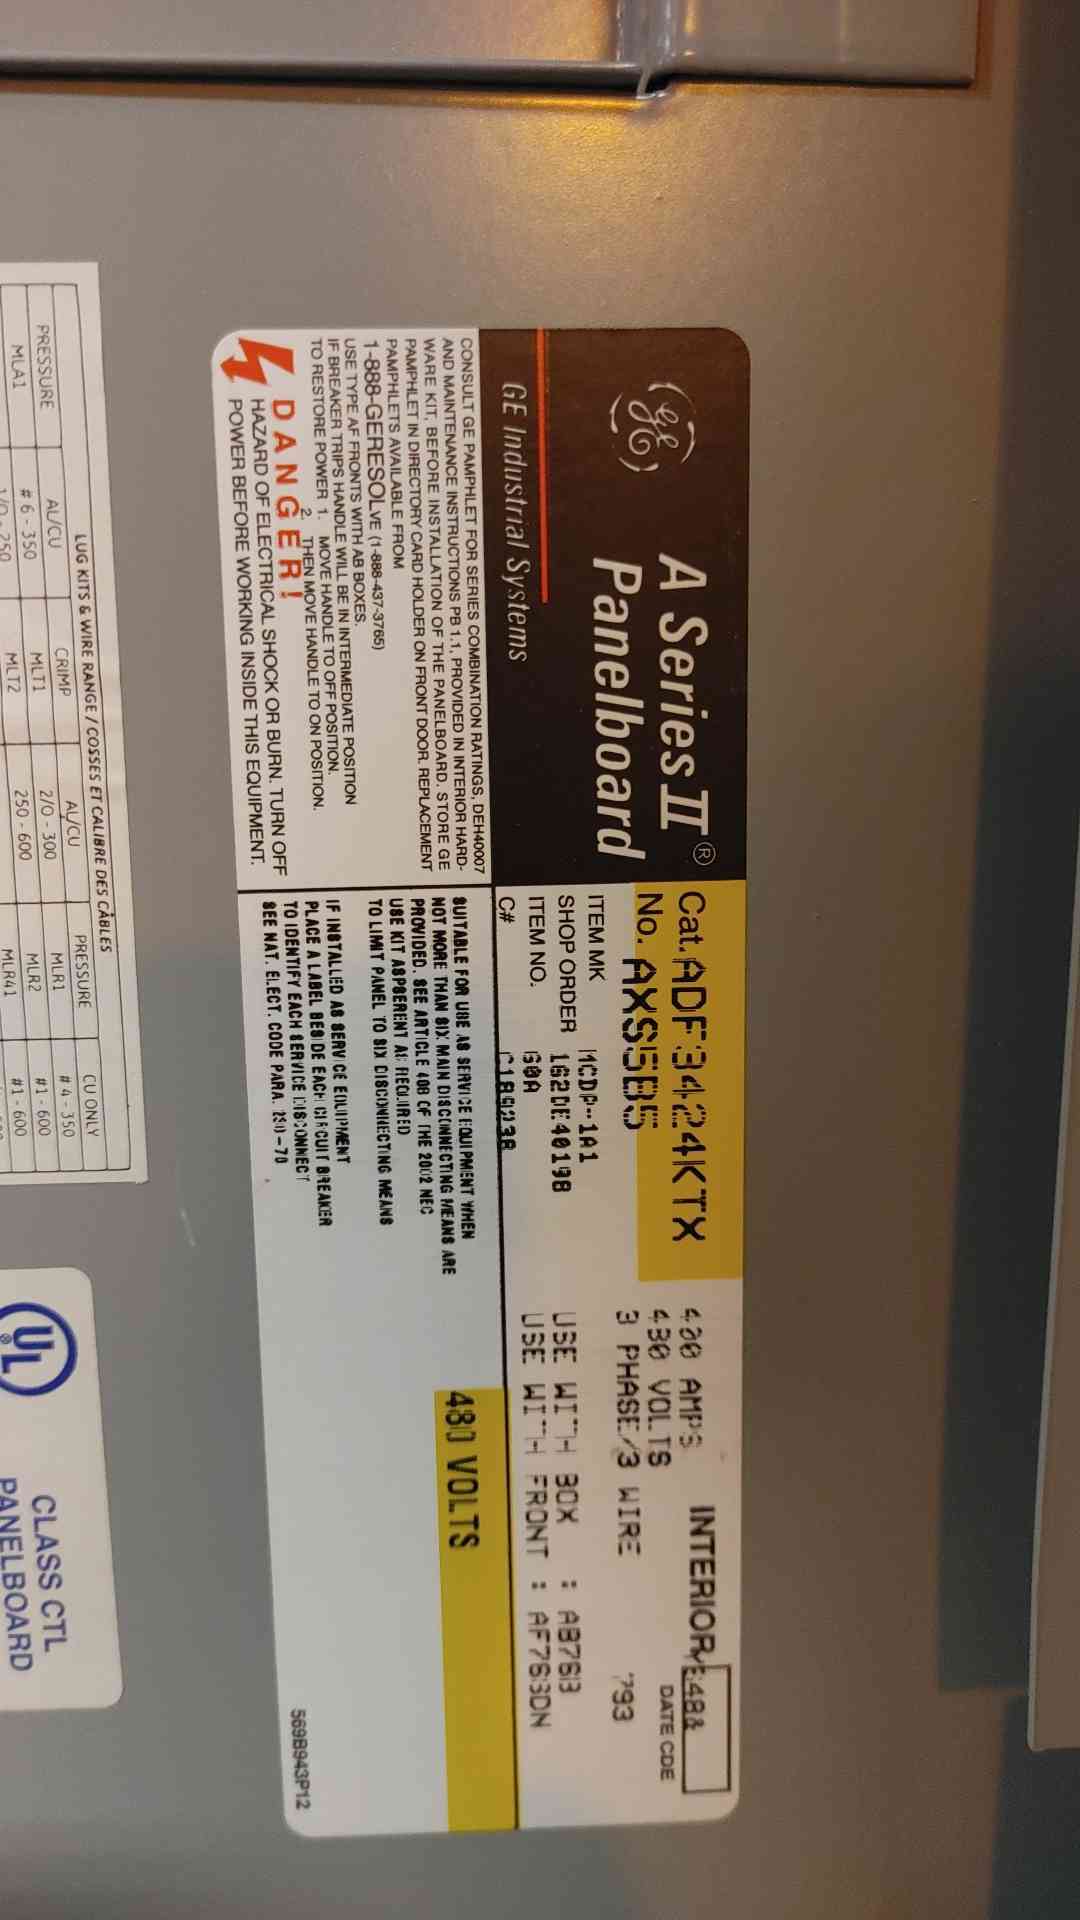 GE
A Series II®
Panelboard
GE Industrial Systems
CONSULT GE PAMPHLET FOR SERIES COMBINATION RATINGS, DEH40007
AND MAINTENANCE INSTRUCTIONS PB 1.1, PROVIDED IN INTERIOR HARD-
WARE KIT, BEFORE INSTALLATION OF THE PANELBOARD. STORE GE
PAMPHLET IN DIRECTORY CARD HOLDER ON FRONT DOOR. REPLACEMENT
PAMPHLETS AVAILABLE FROM
1-888-GERESOLVE (1-888-437-3765)
USE TYPE AF FRONTS WITH AB BOXES.
IF BREAKER TRIPS HANDLE WILL BE IN INTERMEDIATE POSITION
TO RESTORE POWER 1. MOVE HANDLE TO OFF POSITION.
2. THEN MOVE HANDLE TO ON POSITION.
DANGER!
HAZARD OF ELECTRICAL SHOCK OR BURN. TURN OFF
POWER BEFORE WORKING INSIDE THIS EQUIPMENT.
Cat. ADF3424KTX
No. AXS5B5
ITEM MK MCDP-1A1
SHOP ORDER 162DE40198
ITEM NO. 60A
C#
400 AMPS
480 VOLTS
3 PHASE/3 WIRE
USE WITH BOX : AB763
USE WITH FRONT : AF763DN
INTERIOR
DATE CDE
793
480 VOLTS
SUITABLE FOR USE AS SERVICE EQUIPMENT WHEN
NOT MORE THAN SIX MAIN DISCONNECTING MEANS ARE
PROVIDED. SEE ARTICLE 408 OF THE 2002 NEC
USE KIT ASPSERENT AS REQUIRED
TO LIMIT PANEL TO SIX DISCONNECTING MEANS
IF INSTALLED AS SERVICE EQUIPMENT
PLACE A LABEL BESIDE EACH CIRCUIT BREAKER
TO IDENTIFY EACH SERVICE DISCONNECT
SEE NAT. ELECT. CODE PARA. 230-70
569B943P12
LUG KITS & WIRE RANGE / COSSES ET CALIBRE DES CÂBLES
PRESSURE AL/CU CRIMP AL/CU PRESSURE CU ONLY
MLA1 #6-350 MLT1 2/0-300 MLR1 #4-350
MLT2 250-600 MLR2 #1-600
MLR41 #1-600
UL®
CLASS CTL
PANELBOARD